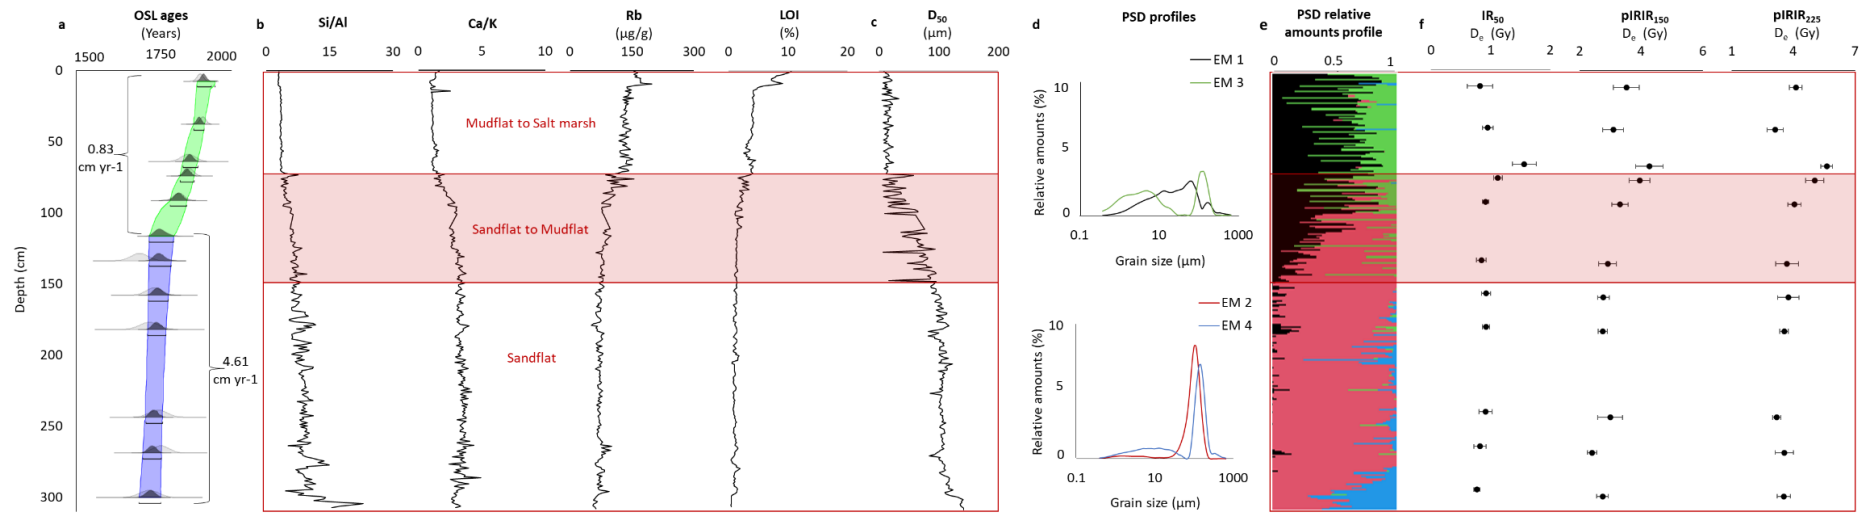 a
OSL ages
(Years)
1500 1750 2000
b
Si/Al
0 15 30
Ca/K
0 5 10
Rb
(µg/g)
0 150 300
LOI
(%)
0 10 20
c
D50
(µm)
0 100 200
d
PSD profiles
e
PSD relative
amounts profile
0 0.5 1
f
IR50
De (Gy)
0 1 2
pIRIR150
De (Gy)
2 4 6
pIRIR225
De (Gy)
1 4 7
Depth (cm)
0
50
100
150
200
250
300
0.83
cm yr-1
4.61
cm yr-1
Mudflat to Salt marsh
Sandflat to Mudflat
Sandflat
EM 1
EM 3
Relative amounts (%)
10
5
0
0.1 10 1000
Grain size (µm)
EM 2
EM 4
Relative amounts (%)
10
5
0
0.1 10 1000
Grain size (µm)